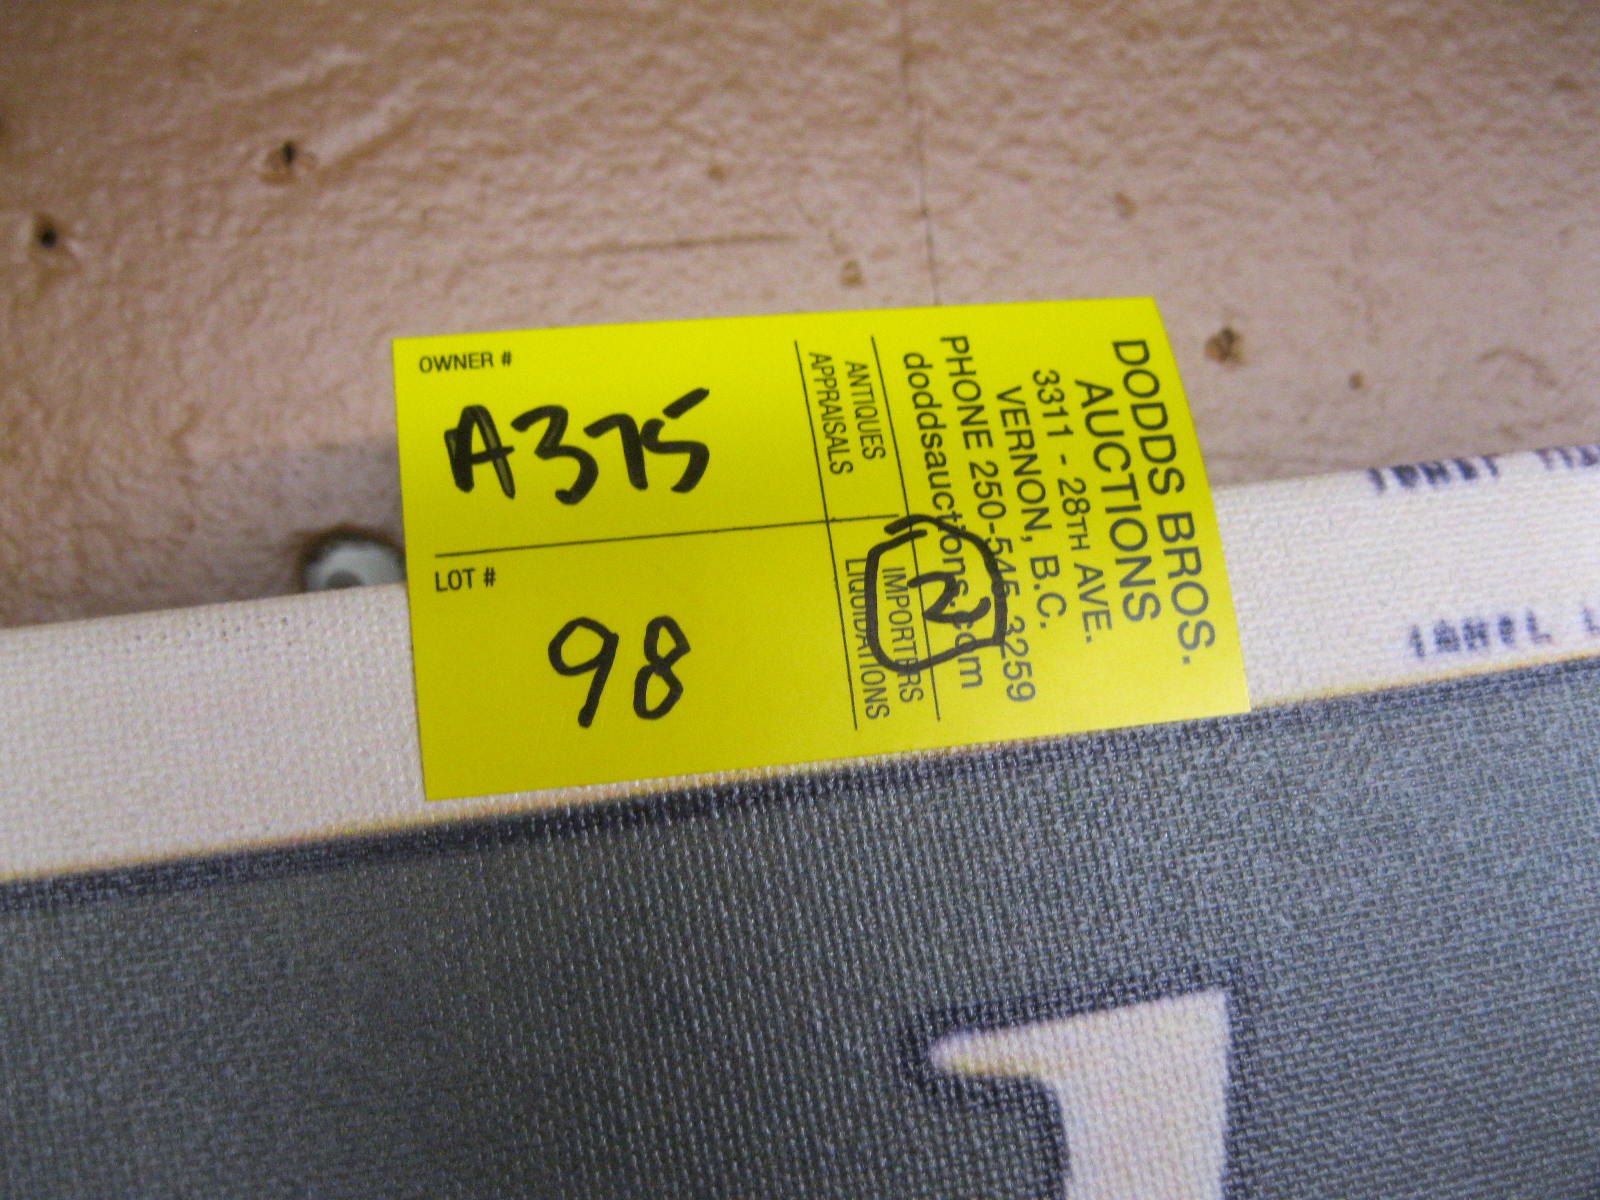 OWNER #
A375
LOT #
98
ANTIQUES
APPRAISALS
IMPORTERS
LIQUIDATIONS
2
DODDS BROS.
AUCTIONS
3311 - 28TH AVE.
VERNON, B.C.
PHONE 250-545-3259
doddsauctions.com
1